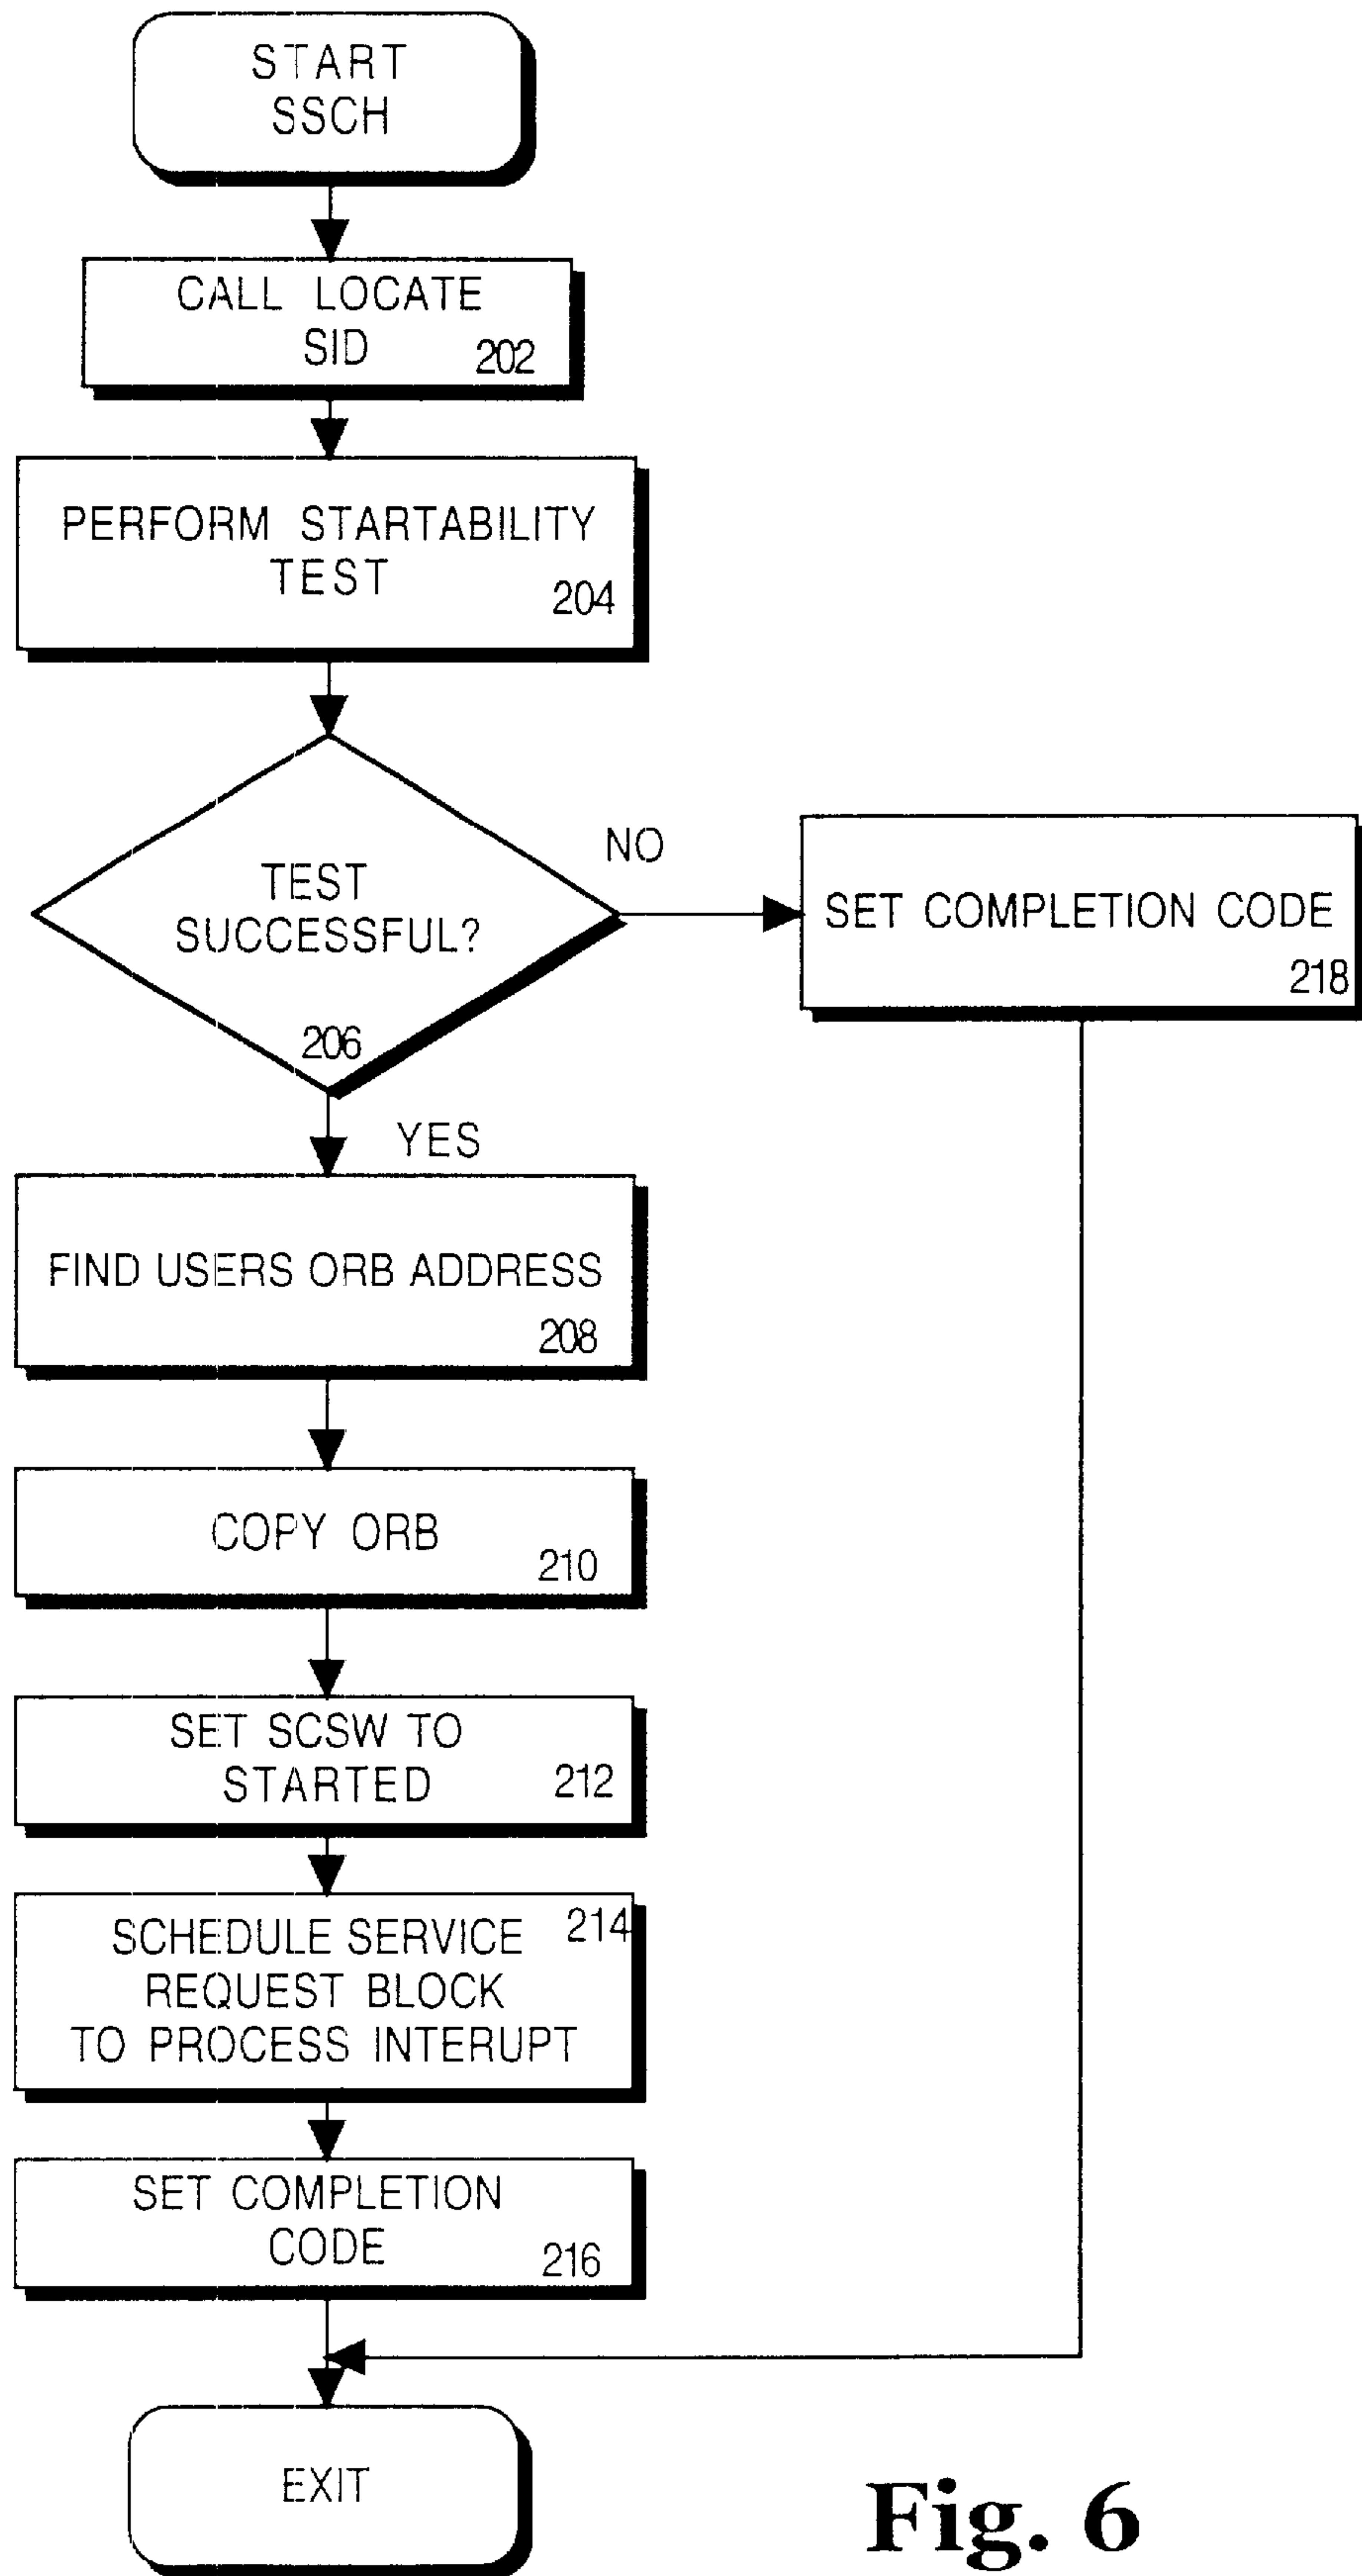 START
SSCH
CALL LOCATE
SID
202
PERFORM STARTABILITY
TEST
204
TEST
SUCCESSFUL?
206
NO
SET COMPLETION CODE
218
YES
FIND USERS ORB ADDRESS
208
COPY ORB
210
SET SCSW TO
STARTED
212
SCHEDULE SERVICE
214
REQUEST BLOCK
TO PROCESS INTERUPT
SET COMPLETION
CODE
216
EXIT
Fig. 6